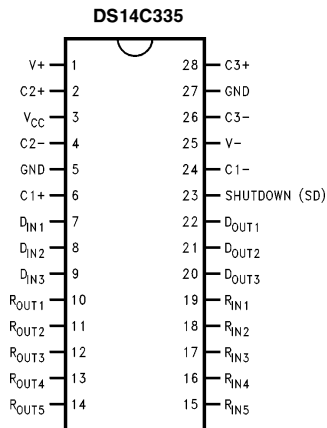 DS14C335
V+ 1 28 C3+
C2+ 2 27 GND
VCC 3 26 C3-
C2- 4 25 V-
GND 5 24 C1-
C1+ 6 23 SHUTDOWN (SD)
DIN1 7 22 DOUT1
DIN2 8 21 DOUT2
DIN3 9 20 DOUT3
ROUT1 10 19 RIN1
ROUT2 11 18 RIN2
ROUT3 12 17 RIN3
ROUT4 13 16 RIN4
ROUT5 14 15 RIN5